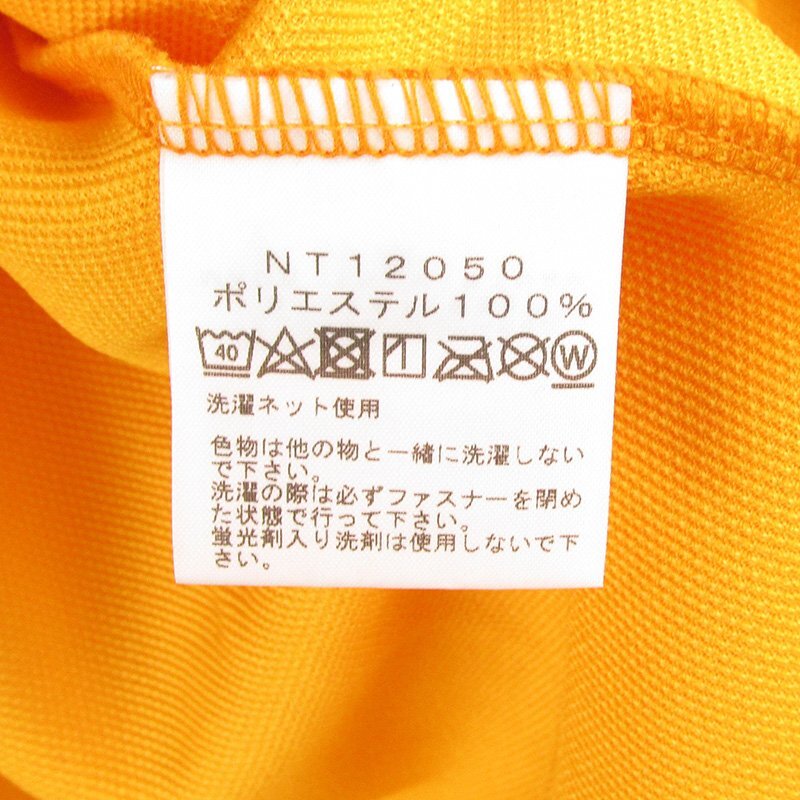 NT12050
ポリエステル100%
40 W
洗濯ネット使用
色物は他の物と一緒に洗濯しない
で下さい。
洗濯の際は必ずファスナーを閉め
た状態で行って下さい。
蛍光剤入り洗剤は使用しないで下
さい。